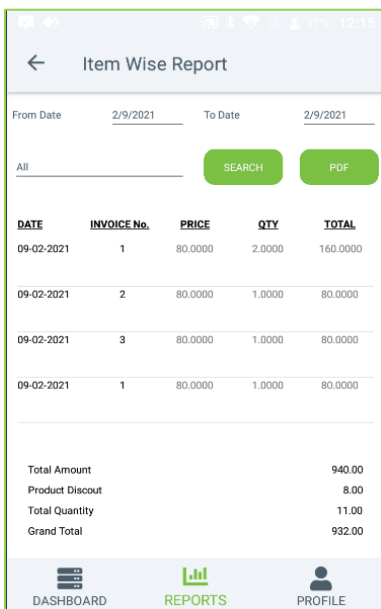 31% 12:15
Item Wise Report
From Date 2/9/2021 To Date 2/9/2021
All SEARCH PDF
DATE INVOICE No. PRICE QTY TOTAL
09-02-2021 1 80.0000 2.0000 160.0000
09-02-2021 2 80.0000 1.0000 80.0000
09-02-2021 3 80.0000 1.0000 80.0000
09-02-2021 1 80.0000 1.0000 80.0000
Total Amount 940.00
Product Discout 8.00
Total Quantity 11.00
Grand Total 932.00
DASHBOARD REPORTS PROFILE